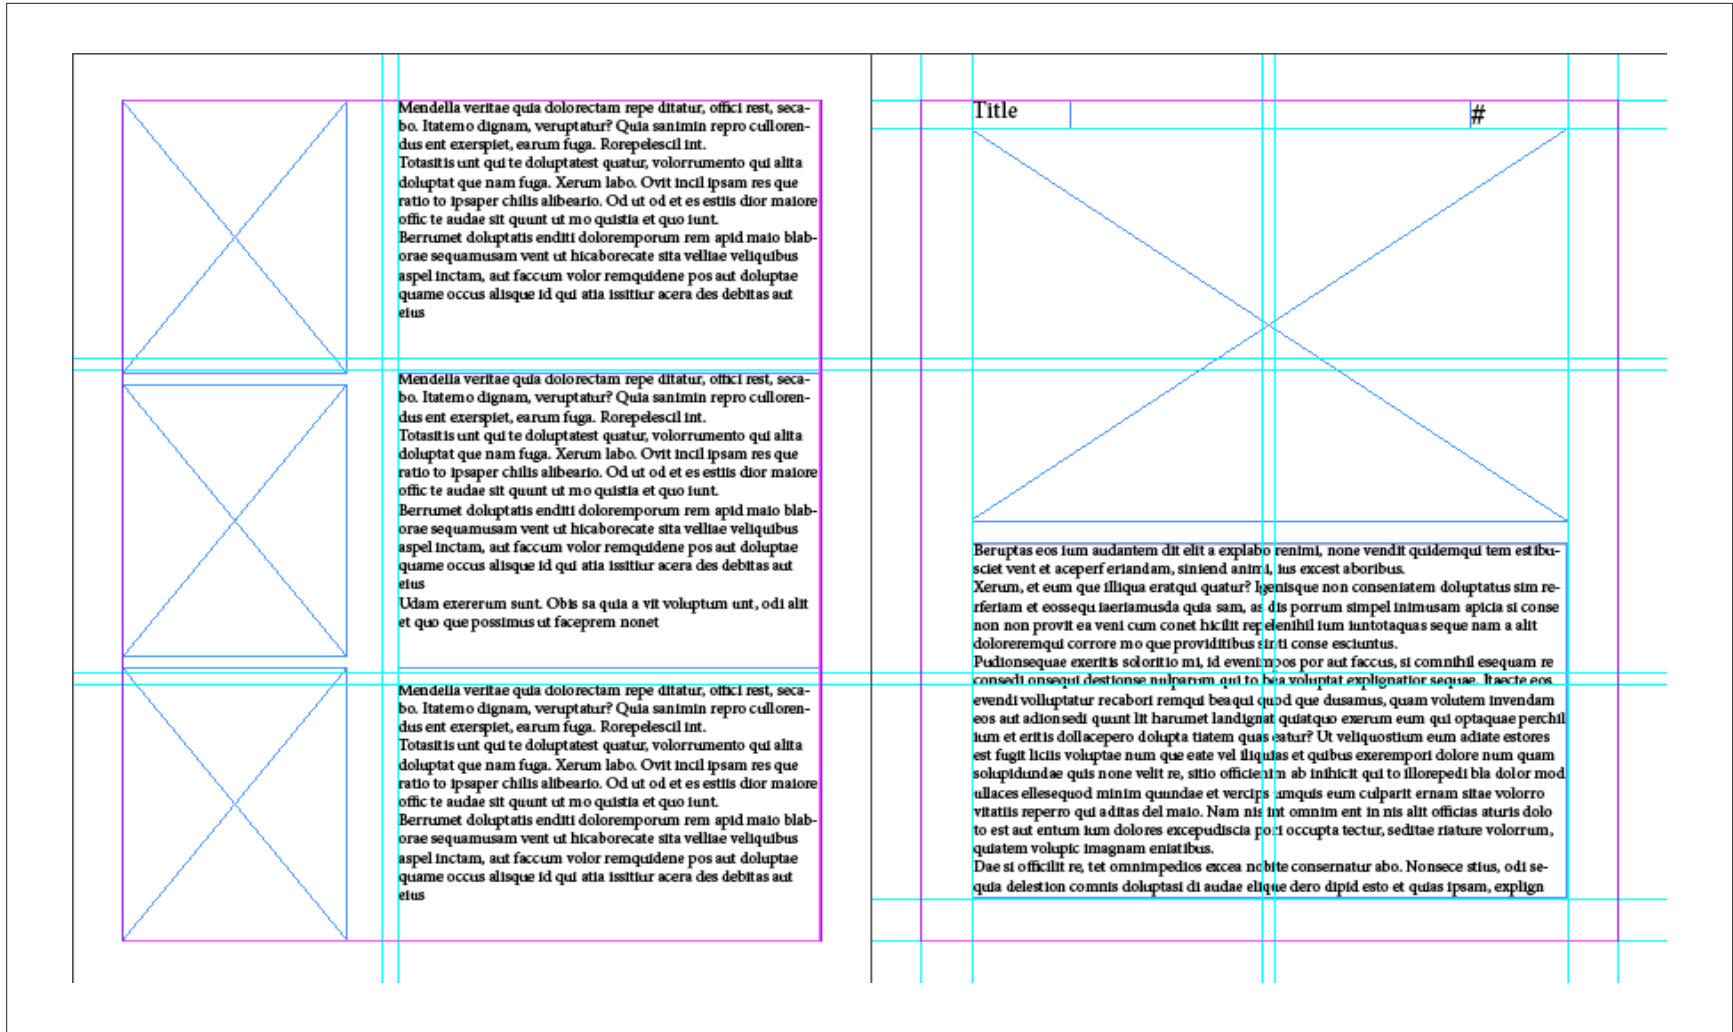 Mendella veritae quia dolorectam repe ditatur, offici rest, seca-
bo. Itatemo dignam, veruptatur? Quia sanimin repro culloren-
dus ent exerspiet, earum fuga. Rorepelescil int.
Totasitis unt qui te doluptatest quatur, volorrumento qui alita
doluptat que nam fuga. Xerum labo. Ovit incil ipsam res que
ratio to ipsaper chilis alibeario. Od ut od et es estiis dior maiore
offic te audae sit quunt ut mo quistia et quo iunt.
Berrumet doluptatis enditi doloremporum rem apid maio blab-
orae sequamusam vent ut hicaborecate sita velliae veliquibus
aspel inctam, aut faccum volor remquidene pos aut doluptae
quame occus alisque id qui atia issitiur acera des debitas aut
eius
Mendella veritae quia dolorectam repe ditatur, offici rest, seca-
bo. Itatemo dignam, veruptatur? Quia sanimin repro culloren-
dus ent exerspiet, earum fuga. Rorepelescil int.
Totasitis unt qui te doluptatest quatur, volorrumento qui alita
doluptat que nam fuga. Xerum labo. Ovit incil ipsam res que
ratio to ipsaper chilis alibeario. Od ut od et es estiis dior maiore
offic te audae sit quunt ut mo quistia et quo iunt.
Berrumet doluptatis enditi doloremporum rem apid maio blab-
orae sequamusam vent ut hicaborecate sita velliae veliquibus
aspel inctam, aut faccum volor remquidene pos aut doluptae
quame occus alisque id qui atia issitiur acera des debitas aut
eius
Udam exererum sunt. Obis sa quia a vit voluptum unt, odi alit
et quo que possimus ut faceprem nonet
Mendella veritae quia dolorectam repe ditatur, offici rest, seca-
bo. Itatemo dignam, veruptatur? Quia sanimin repro culloren-
dus ent exerspiet, earum fuga. Rorepelescil int.
Totasitis unt qui te doluptatest quatur, volorrumento qui alita
doluptat que nam fuga. Xerum labo. Ovit incil ipsam res que
ratio to ipsaper chilis alibeario. Od ut od et es estiis dior maiore
offic te audae sit quunt ut mo quistia et quo iunt.
Berrumet doluptatis enditi doloremporum rem apid maio blab-
orae sequamusam vent ut hicaborecate sita velliae veliquibus
aspel inctam, aut faccum volor remquidene pos aut doluptae
quame occus alisque id qui atia issitiur acera des debitas aut
eius
Title #
Beruptas eos ium audantem dit elit a explabo renimi, none vendit quidemqui tem estibu-
sciet vent et aceperf eriandam, siniend animi, ius excest aboribus.
Xerum, et eum que illiqua eratqui quatur? Igenisque non conseniatem doluptatus sim re-
rferiam et eossequ iaeriamusda quia sam, as dis porrum simpel inimusam apicia si conse
non non provit ea veni cum conet hicilit repelenihil ium iuntotaquas seque nam a alit
doloreremqui corrore mo que providitibus sinti conse esciuntus.
Pudionsequae exeritis soloritio mi, id evenimpos por aut faccus, si comnihil esequam re
consedi onsequi destionse nulparum qui to bea voluptat explignatior sequae. Itaecte eos
evendi volluptatur recabori remqui beaqui quod que dusamus, quam volutem invendam
eos aut adionsedi quunt lit harumet landignat quiatquo exerum eum qui optaquae perchil
ium et eritis dollacepero dolupta tiatem quas eatur? Ut veliquostium eum adiate estores
est fugit liciis voluptae num que eate vel iliquias et quibus exerempori dolore num quam
solupidundae quis none velit re, sitio officienim ab inihicit qui to illorepedi bla dolor mod
ullaces ellesequod minim quundae et vercips umquis eum culparit ernam sitae volorro
vitatiis reperro qui aditas del maio. Nam nis int omnim ent in nis alit officias aturis dolo
to est aut entum ium dolores excepudiscia pori occupta tectur, seditae riature volorrum,
quiatem volupic imagnam eniatibus.
Dae si officilit re, tet omnimpedios excea nobite consernatur abo. Nonsece stius, odi se-
quia delestion comnis doluptasi di audae elique dero dipid esto et quias ipsam, explign